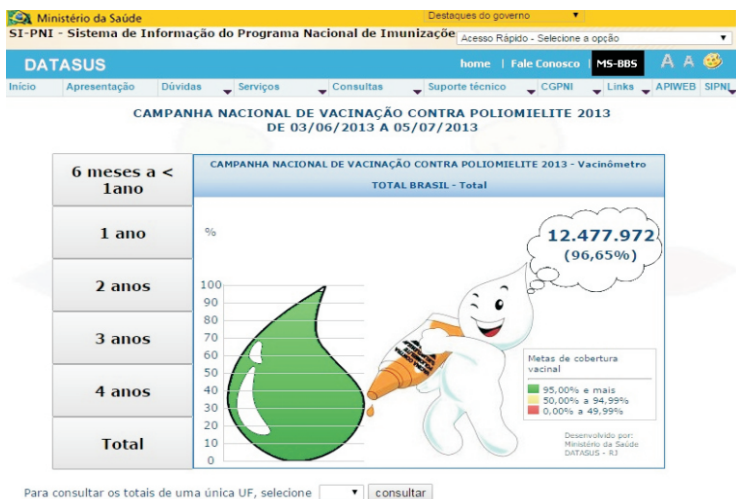 Ministério da Saúde
Destaques do governo
SI-PNI - Sistema de Informação do Programa Nacional de Imunizaçõe
Acesso Rápido - Selecione a opção
DATASUS
home | Fale Conosco | MS-BBS A A
Início Apresentação Dúvidas Serviços Consultas Suporte técnico CGPNI Links APIWEB SIPNI
CAMPANHA NACIONAL DE VACINAÇÃO CONTRA POLIOMIELITE 2013
DE 03/06/2013 A 05/07/2013
6 meses a <
1ano
1 ano
2 anos
3 anos
4 anos
Total
CAMPANHA NACIONAL DE VACINAÇÃO CONTRA POLIOMIELITE 2013 - Vacinômetro
TOTAL BRASIL - Total
%
100
90
80
70
60
50
40
30
20
10
0
12.477.972
(96,65%)
Metas de cobertura
vacinal
95,00% e mais
50,00% a 94,99%
0,00% a 49,99%
Desenvolvido por:
Ministério da Saúde
DATASUS - RJ
Para consultar os totais de uma única UF, selecione consultar